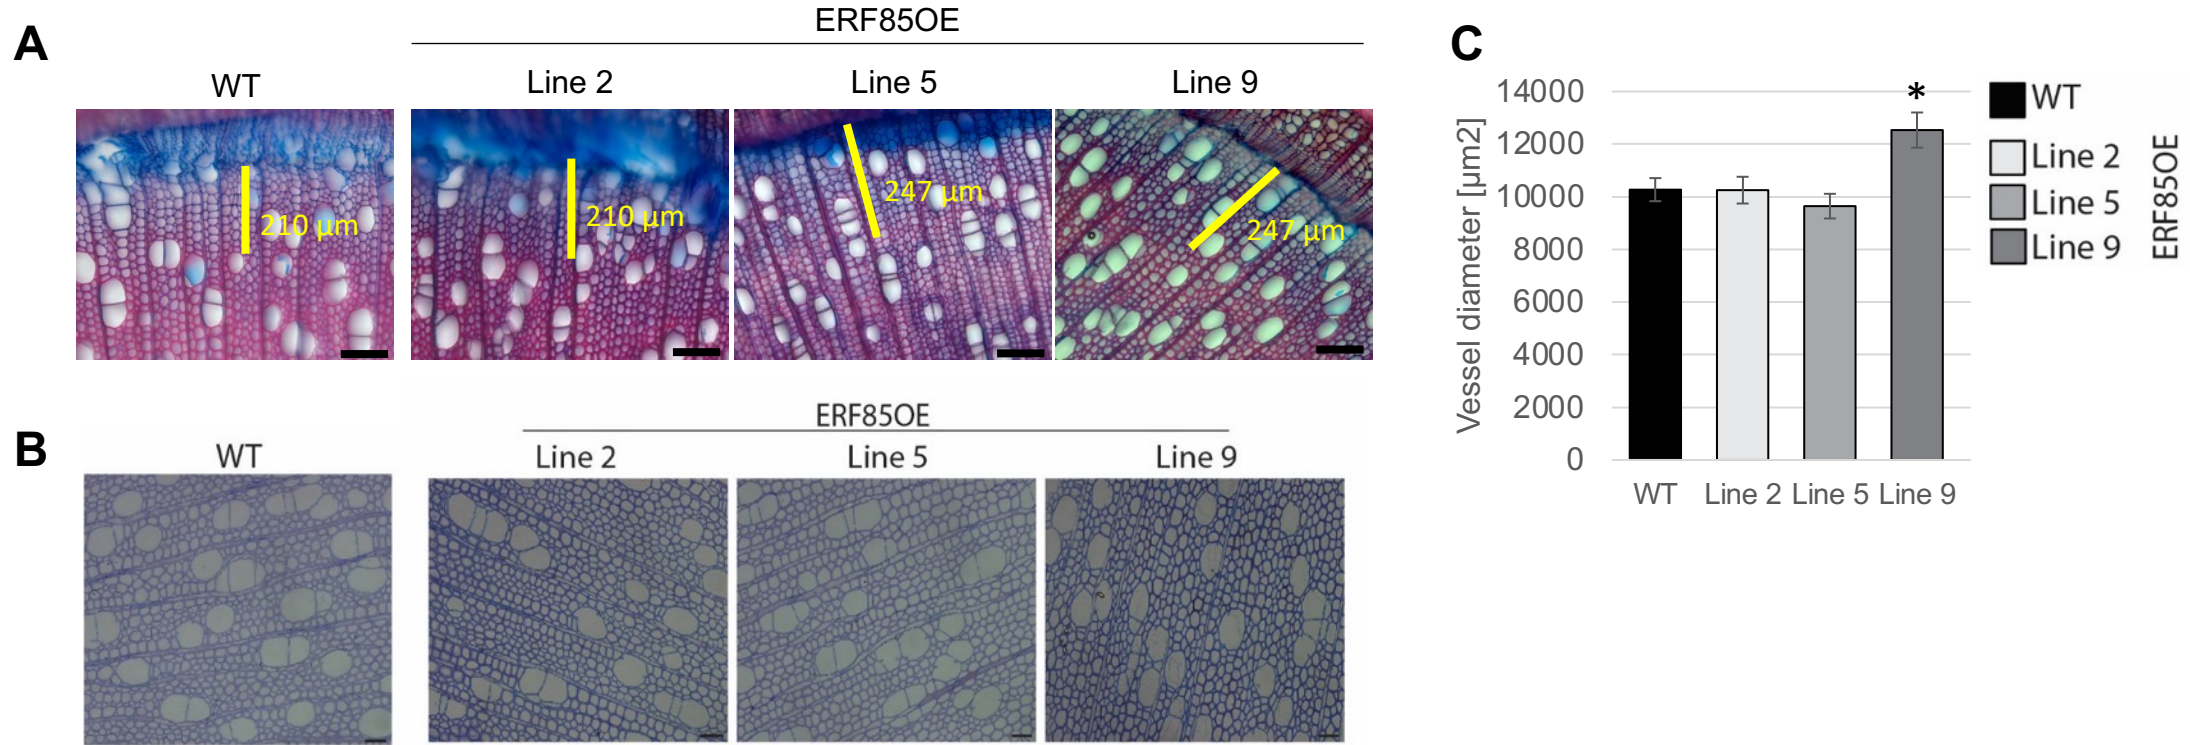 A
ERF85OE
WT
Line 2
Line 5
Line 9
210 µm
210 µm
247 µm
247 µm
B
ERF85OE
WT
Line 2
Line 5
Line 9
C
Vessel diameter [µm2]
14000
12000
10000
8000
6000
4000
2000
0
*
WT
Line 2
Line 5
Line 9
WT
Line 2
Line 5
Line 9
ERF85OE